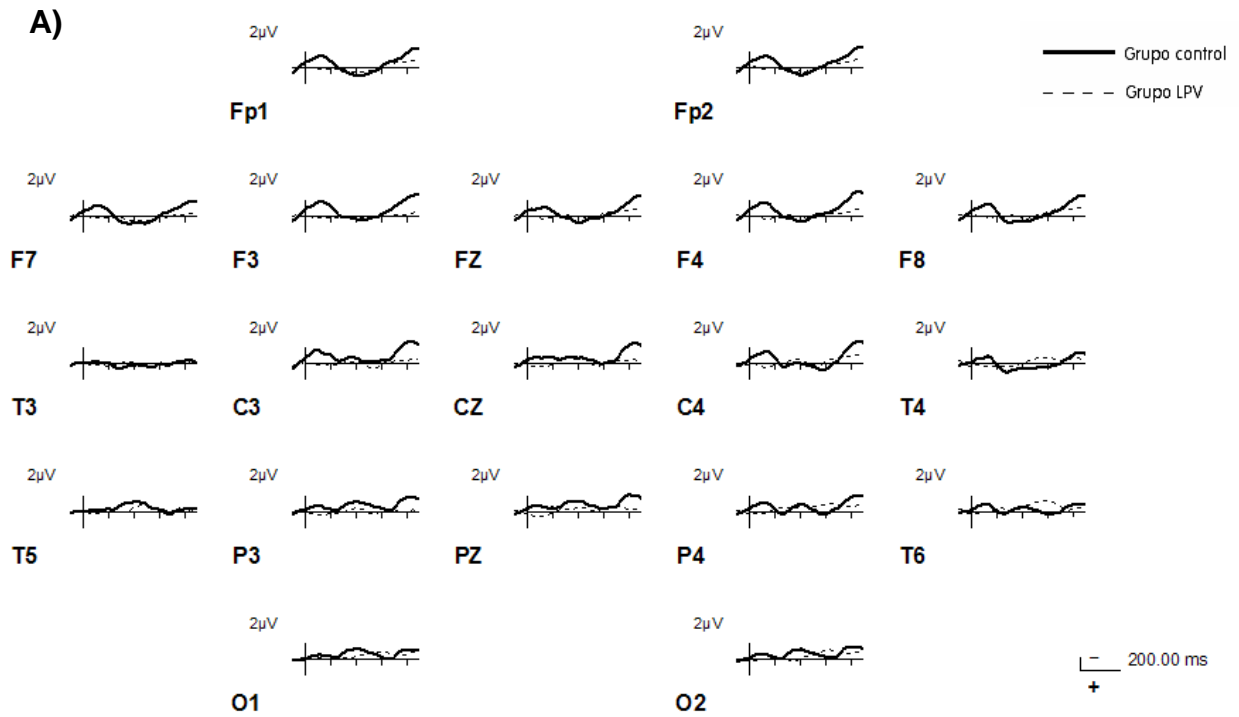 A)
2µV
2µV
Grupo control
Grupo LPV
Fp1
Fp2
2µV
2µV
2µV
2µV
2µV
F7
F3
FZ
F4
F8
2µV
2µV
2µV
2µV
2µV
T3
C3
CZ
C4
T4
2µV
2µV
2µV
2µV
2µV
T5
P3
PZ
P4
T6
2µV
2µV
O1
O2
−
200.00 ms
+